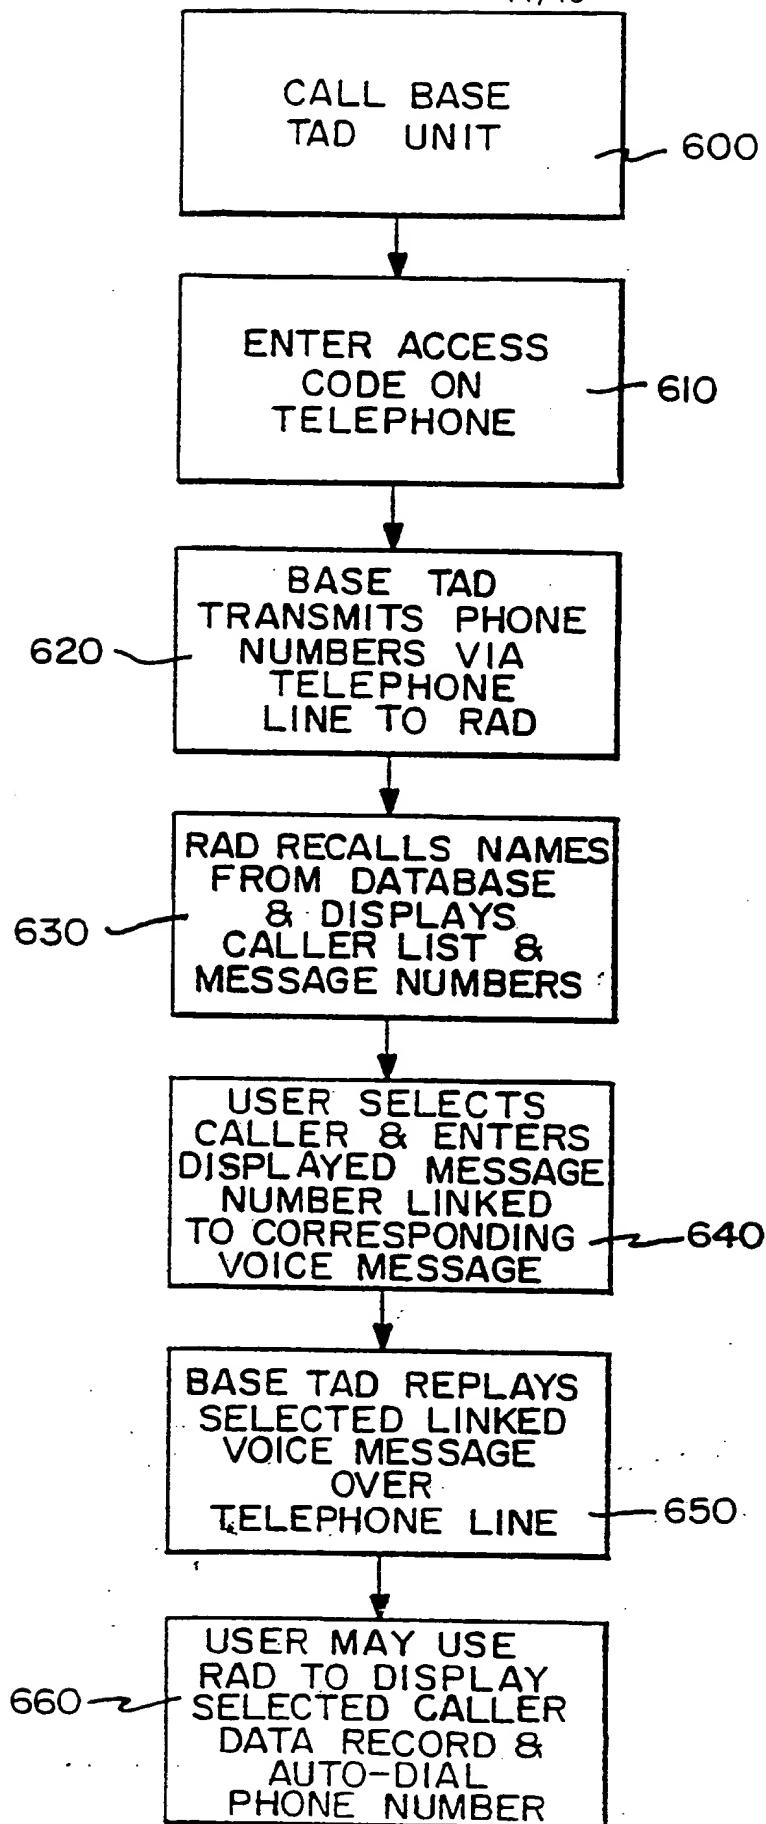 CALL BASE
TAD UNIT
600
ENTER ACCESS
CODE ON
TELEPHONE
610
BASE TAD
TRANSMITS PHONE
NUMBERS VIA
TELEPHONE
LINE TO RAD
620
RAD RECALLS NAMES
FROM DATABASE
& DISPLAYS
CALLER LIST &
MESSAGE NUMBERS
630
USER SELECTS
CALLER & ENTERS
DISPLAYED MESSAGE
NUMBER LINKED
TO CORRESPONDING
VOICE MESSAGE
640
BASE TAD REPLAYS
SELECTED LINKED
VOICE MESSAGE
OVER
TELEPHONE LINE
650
USER MAY USE
RAD TO DISPLAY
SELECTED CALLER
DATA RECORD &
AUTO-DIAL
PHONE NUMBER
660